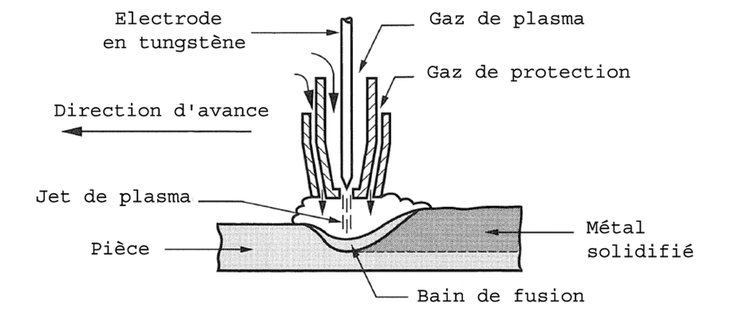 Electrode
en tungstène
Gaz de plasma
Gaz de protection
Direction d'avance
Jet de plasma
Pièce
Métal
solidifié
Bain de fusion